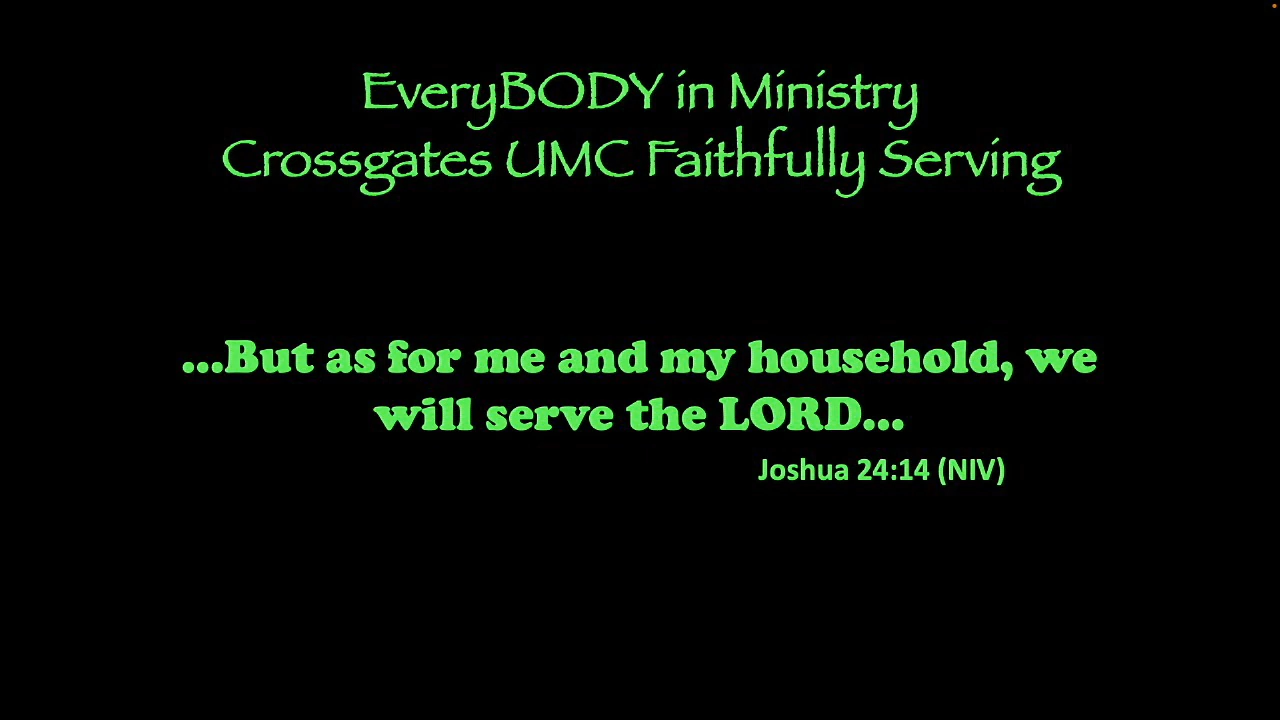 EveryBODY in Ministry
Crossgates UMC Faithfully Serving
...But as for me and my household, we
will serve the LORD...
Joshua 24:14 (NIV)